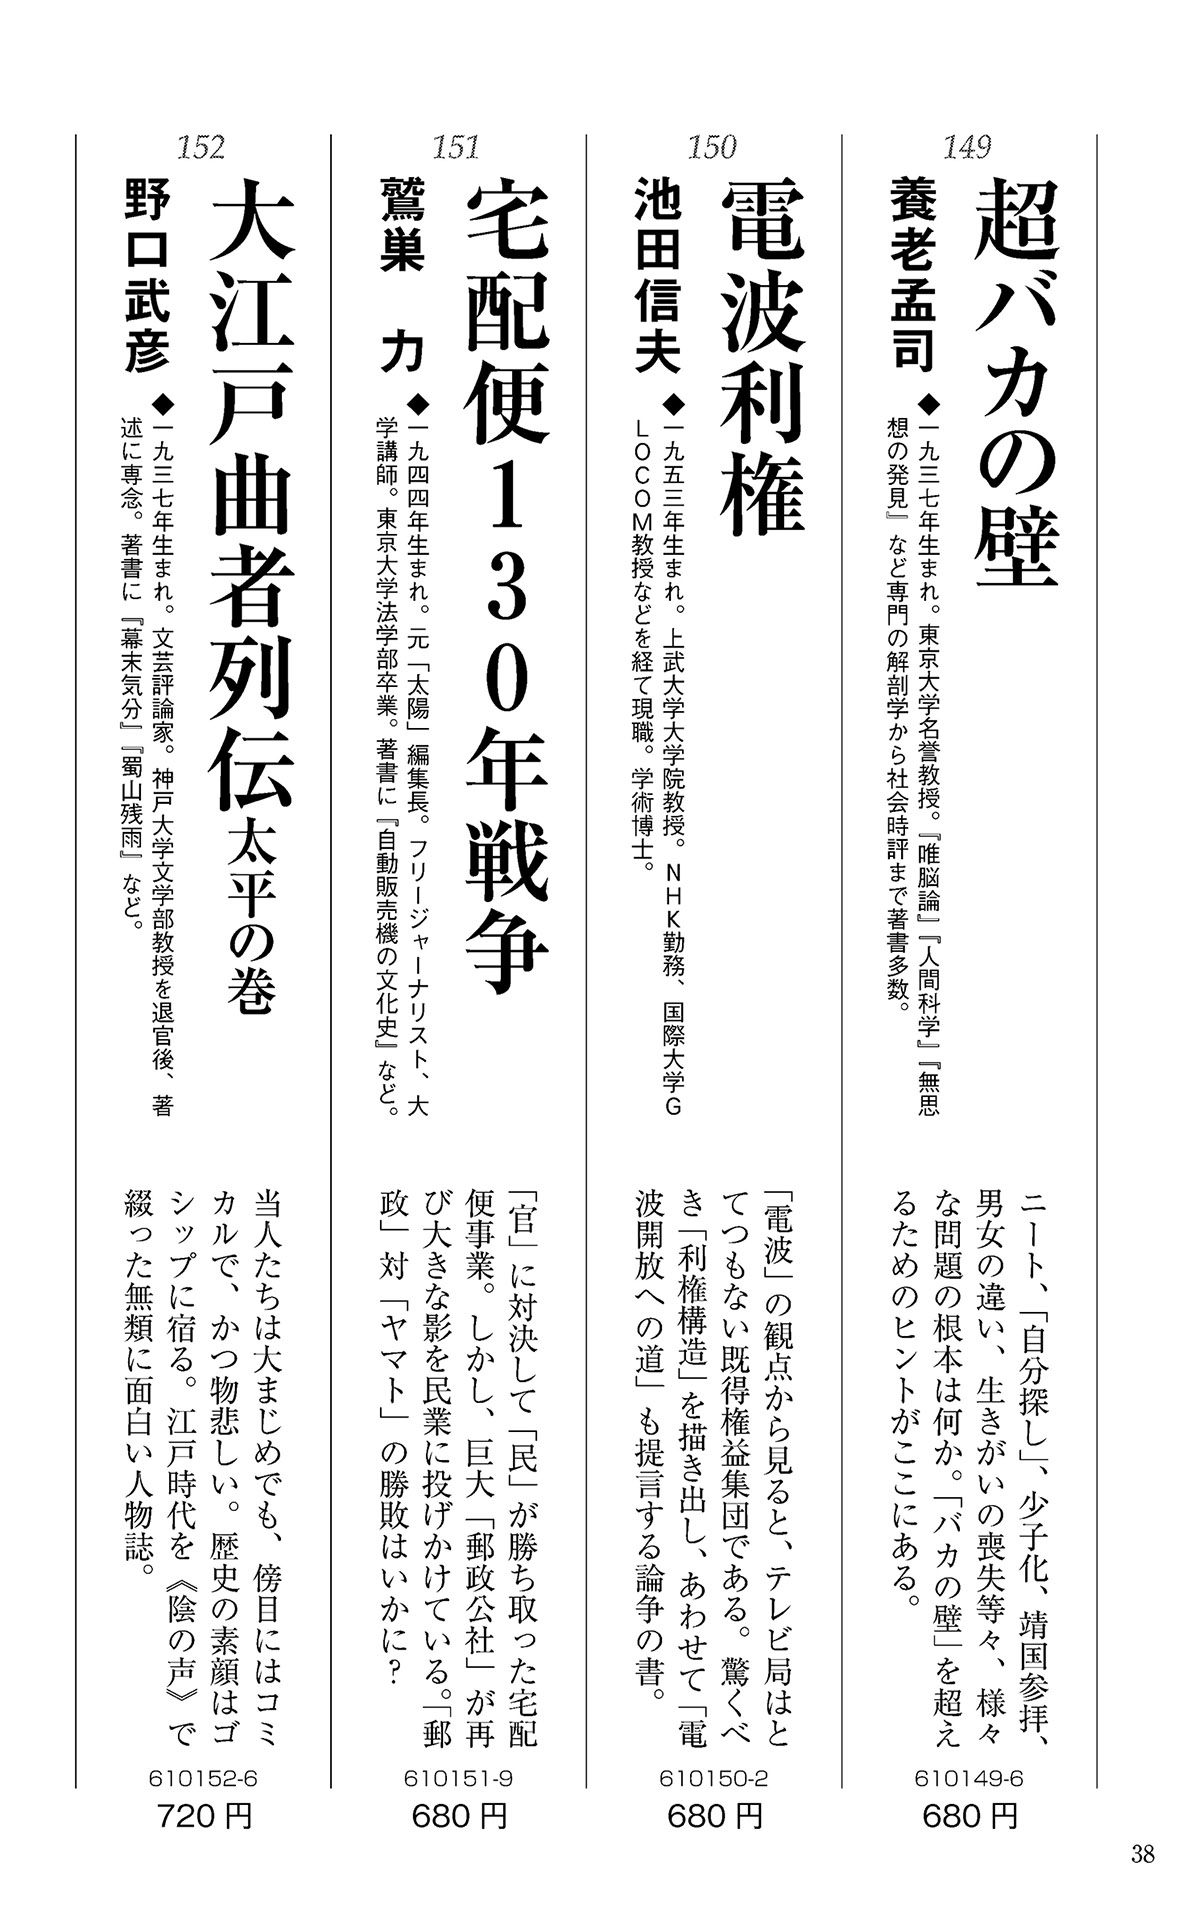 149
超バカの壁
養老孟司
◆一九三七年生まれ。東京大学名誉教授。『唯脳論』『人間科学』『無思
想の発見』など専門の解剖学から社会時評まで著書多数。
ニート、「自分探し」、少子化、靖国参拝、
男女の違い、生きがいの喪失等々、様々
な問題の根本は何か。「バカの壁」を超え
るためのヒントがここにある。
610149-6
680円
150
電波利権
池田信夫
◆一九五三年生まれ。上武大学大学院教授。NHK勤務、国際大学G
LOCOM教授などを経て現職。学術博士。
「電波」の観点から見ると、テレビ局はと
てつもない既得権益集団である。驚くべ
き「利権構造」を描き出し、あわせて「電
波開放への道」も提言する論争の書。
610150-2
680円
151
宅配便130年戦争
鷲巣 力
◆一九四四年生まれ。元「太陽」編集長。フリージャーナリスト、大
学講師。東京大学法学部卒業。著書に『自動販売機の文化史』など。
「官」に対決して「民」が勝ち取った宅配
便事業。しかし、巨大「郵政公社」が再
び大きな影を民業に投げかけている。「郵
政」対「ヤマト」の勝敗はいかに?
610151-9
680円
152
大江戸曲者列伝 太平の巻
野口武彦
◆一九三七年生まれ。文芸評論家。神戸大学文学部教授を退官後、著
述に専念。著書に『幕末気分』『蜀山残雨』など。
当人たちは大まじめでも、傍目にはコミ
カルで、かつ物悲しい。歴史の素顔はゴ
シップに宿る。江戸時代を《陰の声》で
綴った無類に面白い人物誌。
610152-6
720円
38